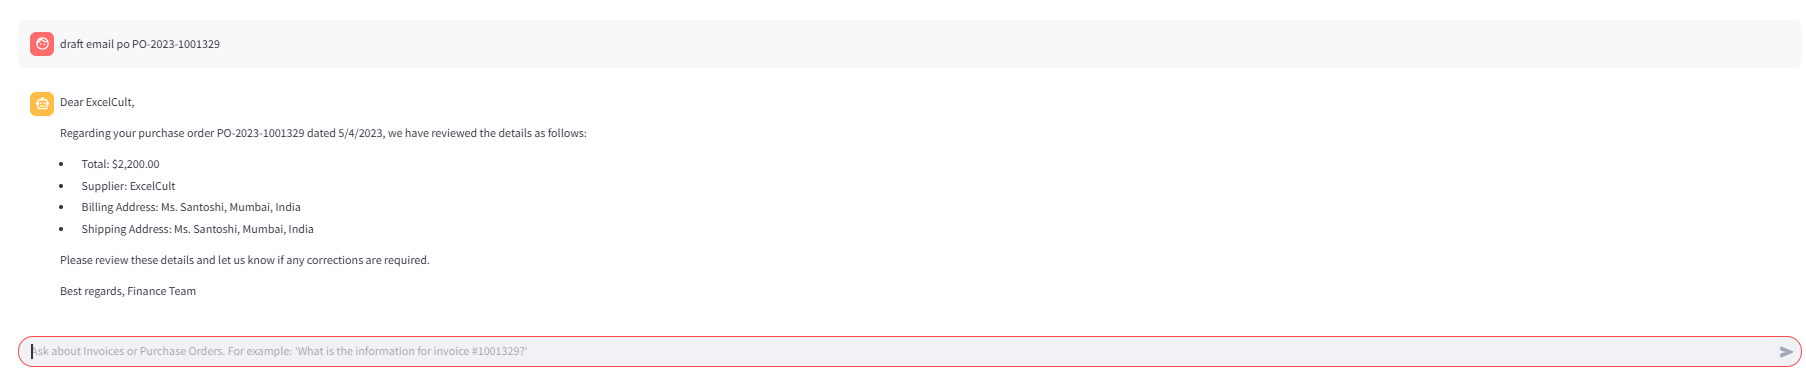 draft email po PO-2023-1001329
Dear ExcelCult,
Regarding your purchase order PO-2023-1001329 dated 5/4/2023, we have reviewed the details as follows:
• Total: $2,200.00
• Supplier: ExcelCult
• Billing Address: Ms. Santoshi, Mumbai, India
• Shipping Address: Ms. Santoshi, Mumbai, India
Please review these details and let us know if any corrections are required.
Best regards, Finance Team
Ask about Invoices or Purchase Orders. For example: 'What is the information for invoice #1001329?'